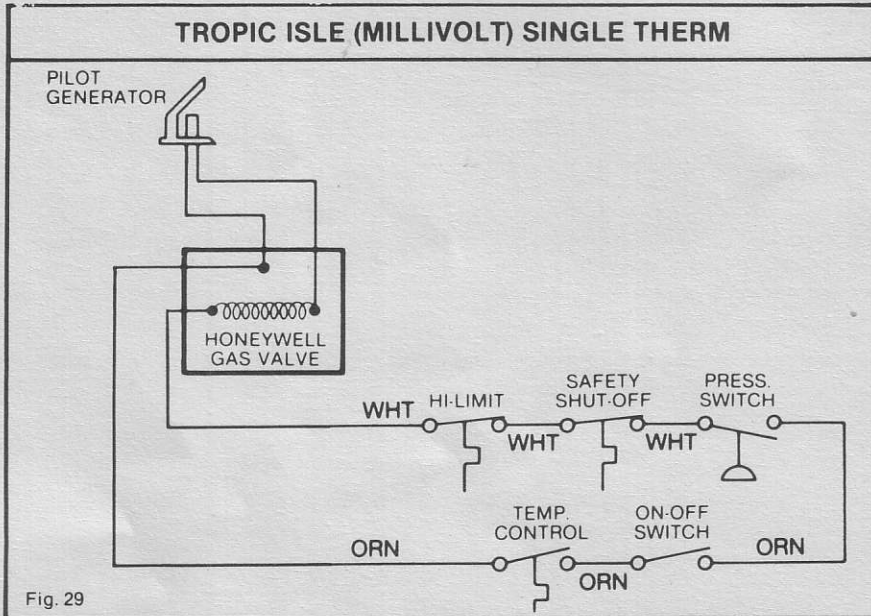 TROPIC ISLE (MILLIVOLT) SINGLE THERM
PILOT
GENERATOR
HONEYWELL
GAS VALVE
WHT
HI-LIMIT
WHT
SAFETY
SHUT-OFF
WHT
PRESS.
SWITCH
ORN
TEMP.
CONTROL
ORN
ON-OFF
SWITCH
ORN
Fig. 29